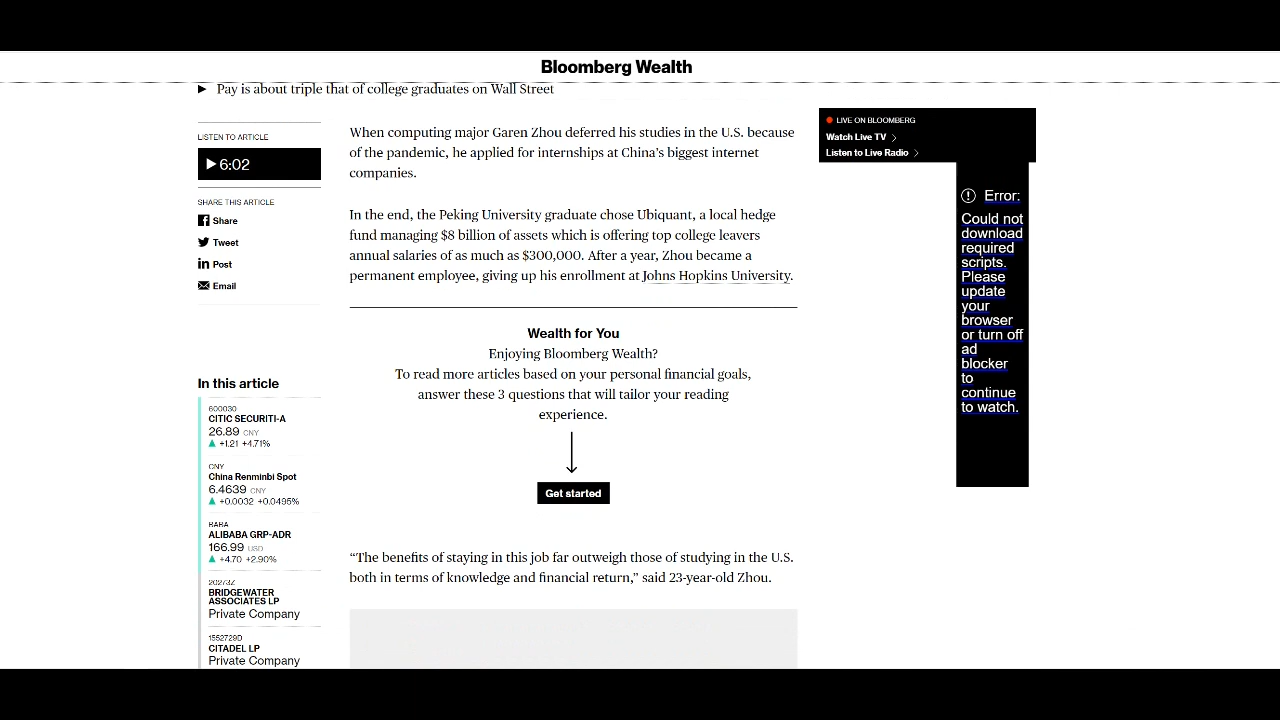 Bloomberg Wealth
Pay is about triple that of college graduates on Wall Street
LISTEN TO ARTICLE
6:02
SHARE THIS ARTICLE
Share
Tweet
Post
Email
In this article
600030
CITIC SECURITI-A
26.89 CNY
+1.21 +4.71%
CNY
China Renminbi Spot
6.4639 CNY
+0.0032 +0.0495%
BABA
ALIBABA GRP-ADR
166.99 USD
+4.70 +2.90%
20273Z
BRIDGEWATER
ASSOCIATES LP
Private Company
1552729D
CITADEL LP
Private Company
When computing major Garen Zhou deferred his studies in the U.S. because
of the pandemic, he applied for internships at China’s biggest internet
companies.
In the end, the Peking University graduate chose Ubiquant, a local hedge
fund managing $8 billion of assets which is offering top college leavers
annual salaries of as much as $300,000. After a year, Zhou became a
permanent employee, giving up his enrollment at Johns Hopkins University.
Wealth for You
Enjoying Bloomberg Wealth?
To read more articles based on your personal financial goals,
answer these 3 questions that will tailor your reading
experience.
Get started
“The benefits of staying in this job far outweigh those of studying in the U.S.
both in terms of knowledge and financial return,” said 23-year-old Zhou.
LIVE ON BLOOMBERG
Watch Live TV
Listen to Live Radio
Error:
Could not
download
required
scripts.
Please
update
your
browser
or turn off
ad
blocker
to
continue
to watch.